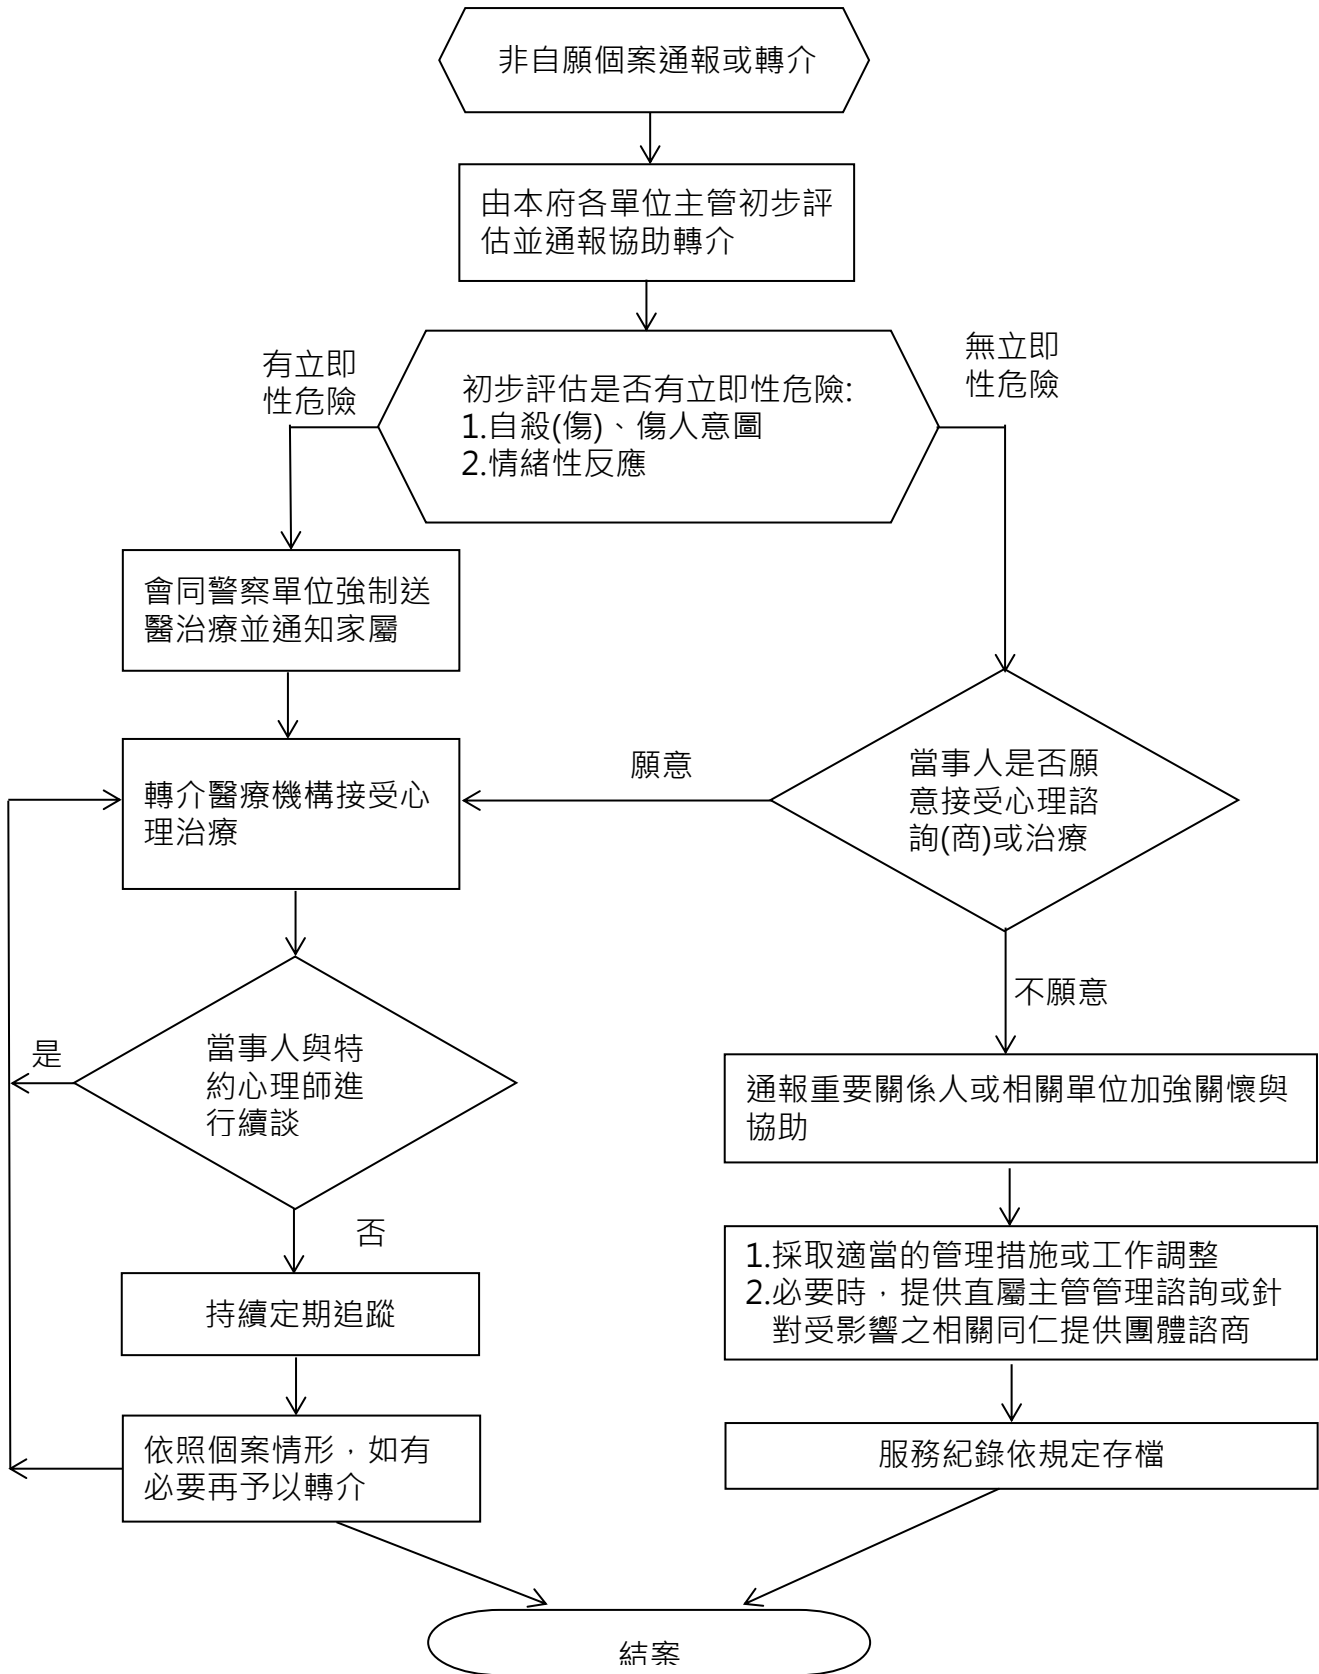 非自願個案通報或轉介
由本府各單位主管初步評
估並通報協助轉介
有立即
性危險
無立即
性危險
初步評估是否有立即性危險:
1.自殺(傷)、傷人意圖
2.情緒性反應
會同警察單位強制送
醫治療並通知家屬
願意
當事人是否願
意接受心理諮
詢(商)或治療
轉介醫療機構接受心
理治療
不願意
是
當事人與特
約心理師進
行續談
通報重要關係人或相關單位加強關懷與
協助
否
1.採取適當的管理措施或工作調整
2.必要時，提供直屬主管管理諮詢或針
對受影響之相關同仁提供團體諮商
持續定期追蹤
依照個案情形，如有
必要再予以轉介
服務紀錄依規定存檔
結案